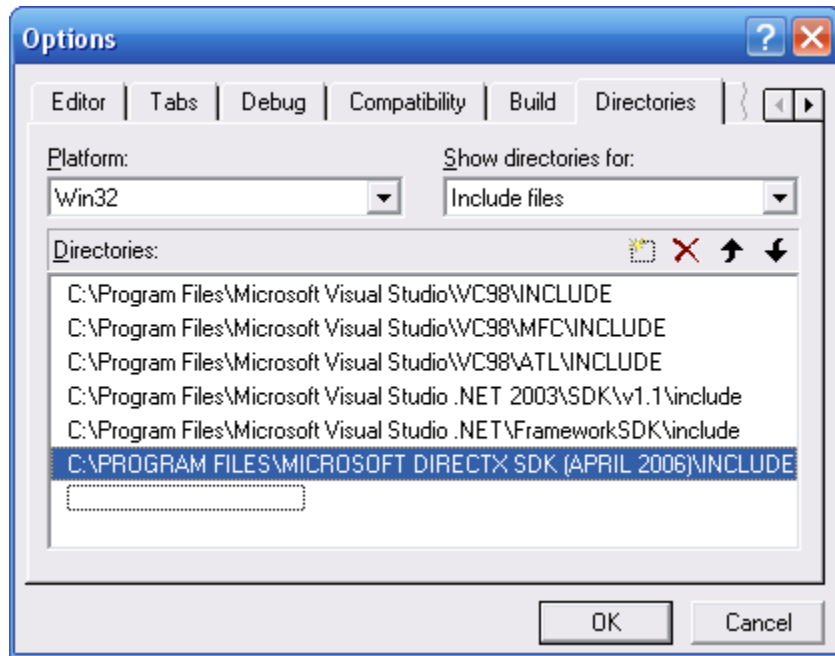 Options
Editor Tabs Debug Compatibility Build Directories
Platform: Show directories for:
Win32 Include files
Directories:
C:\Program Files\Microsoft Visual Studio\VC98\INCLUDE
C:\Program Files\Microsoft Visual Studio\VC98\MFC\INCLUDE
C:\Program Files\Microsoft Visual Studio\VC98\ATL\INCLUDE
C:\Program Files\Microsoft Visual Studio .NET 2003\SDK\v1.1\include
C:\Program Files\Microsoft Visual Studio .NET\FrameworkSDK\include
C:\PROGRAM FILES\MICROSOFT DIRECTX SDK (APRIL 2006)\INCLUDE
OK Cancel